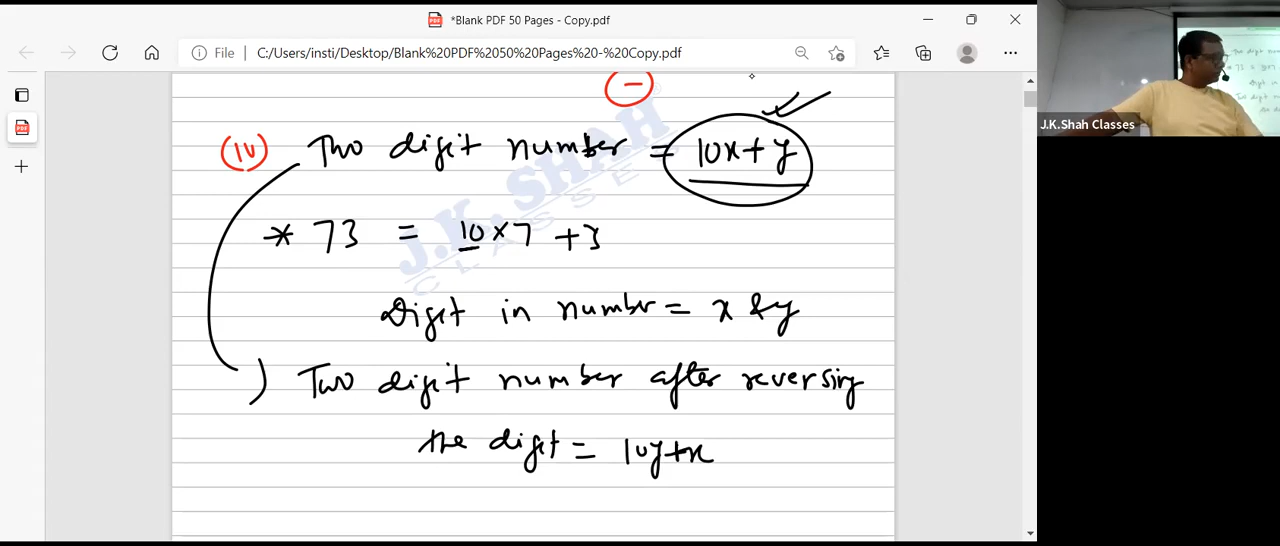 *Blank PDF 50 Pages - Copy.pdf
File | C:/Users/insti/Desktop/Blank%20PDF%2050%20Pages%20-%20Copy.pdf
J.K.Shah Classes
(IV) Two digit number = 10x+y
* 73 = 10×7 +3
J.K. SHAH
CLASSES
Digit in number = x & y
) Two digit number after reversing
the digit = 10y+x